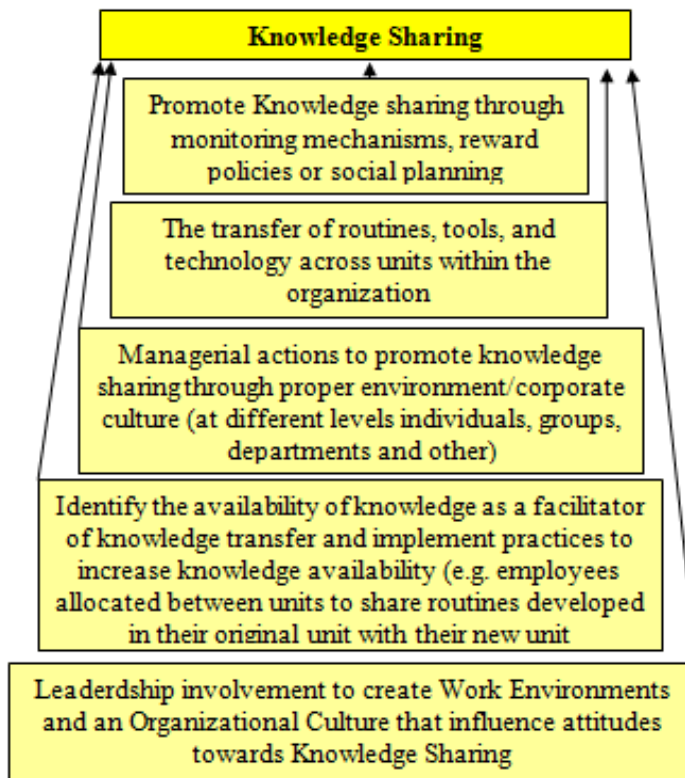 Knowledge Sharing
Promote Knowledge sharing through
monitoring mechanisms, reward
policies or social planning
The transfer of routines, tools, and
technology across units within the
organization
Managerial actions to promote knowledge
sharing through proper environment/corporate
culture (at different levels individuals, groups,
departments and other)
Identify the availability of knowledge as a facilitator
of knowledge transfer and implement practices to
increase knowledge availability (e.g. employees
allocated between units to share routines developed
in their original unit with their new unit
Leaderdship involvement to create Work Environments
and an Organizational Culture that influence attitudes
towards Knowledge Sharing